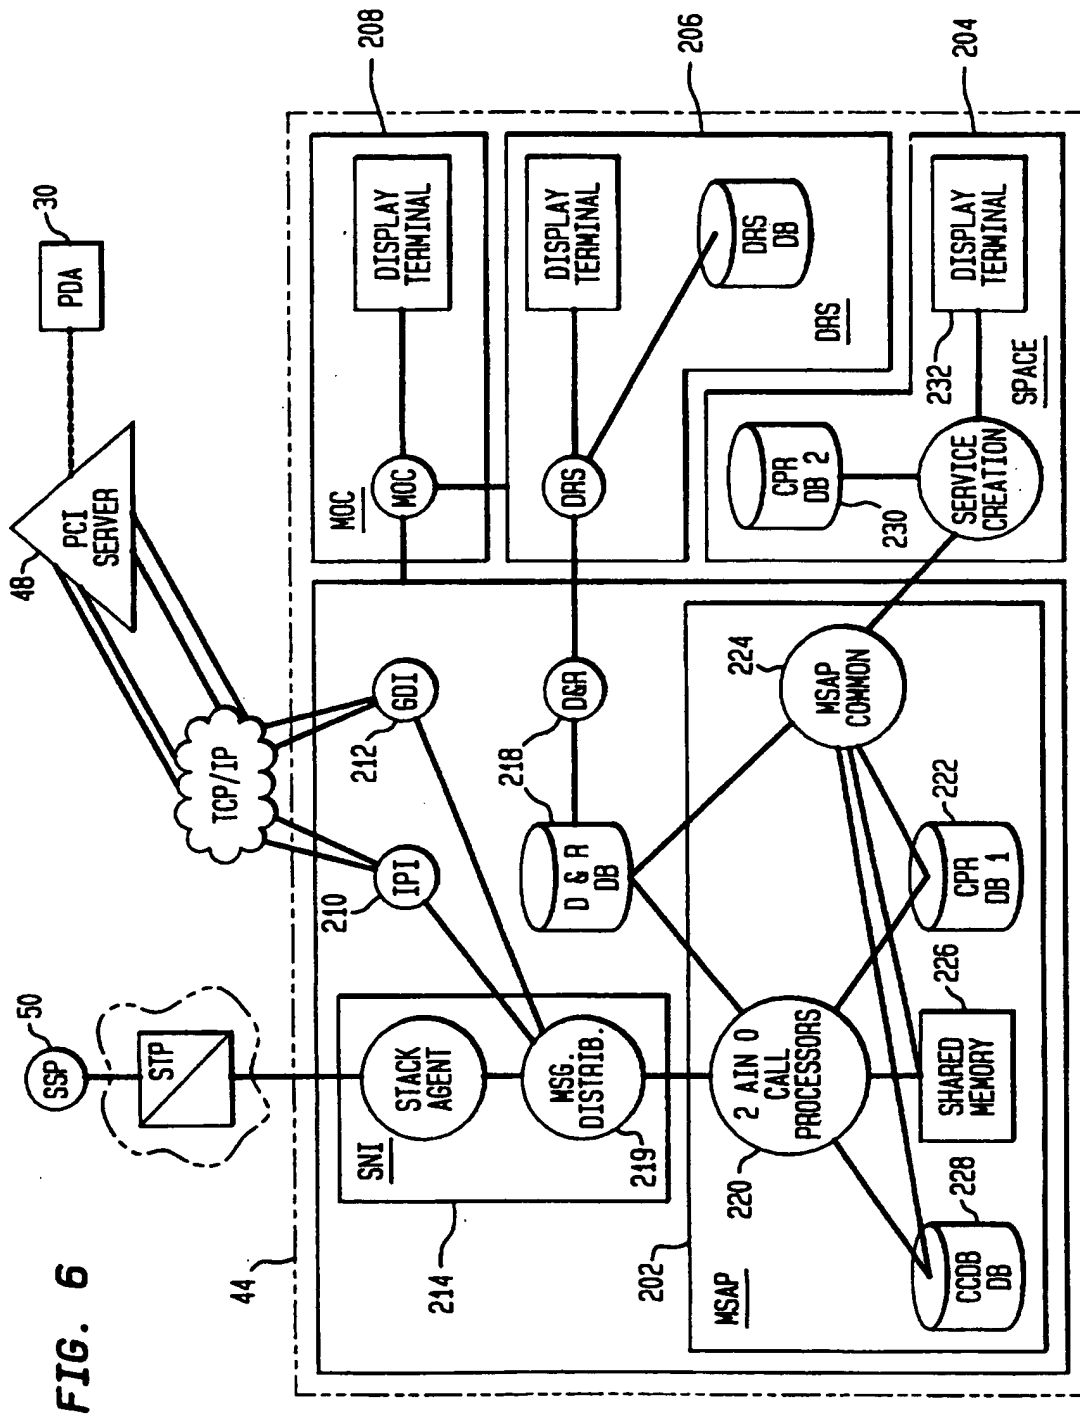 FIG. 6
44
SSP
50
STP
48
PCI
SERVER
PDA
30
TCP/IP
214
SNI
STACK
AGENT
MSG.
DISTRIB.
219
210
IPI
212
GDI
D & R
DB
218
D&R
202
MSAP
220
2 AIN 0
CALL
PROCESSORS
224
MSAP
COMMON
228
CCDB
DB
226
SHARED
MEMORY
222
CPR
DB 1
MOC
MOC
DISPLAY
TERMINAL
208
DRS
DISPLAY
TERMINAL
DRS
DB
DRS
206
CPR
DB 2
230
SERVICE
CREATION
232
DISPLAY
TERMINAL
SPACE
204